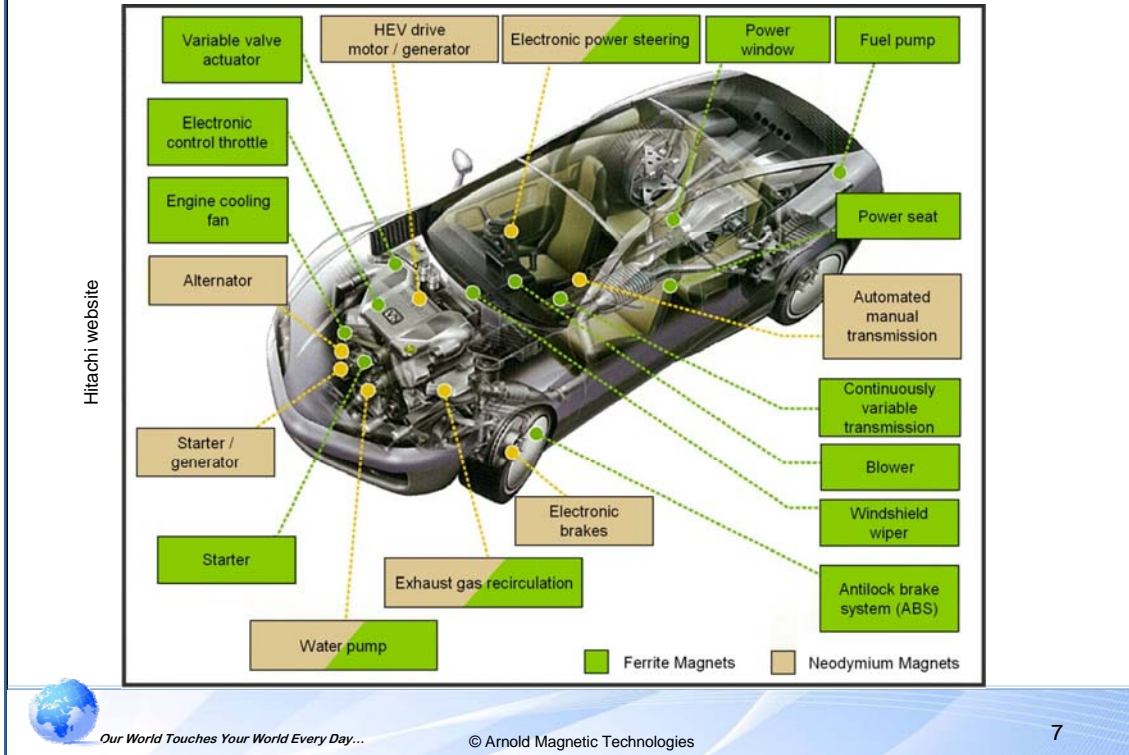 Variable valve
actuator
HEV drive
motor / generator
Electronic power steering
Power
window
Fuel pump
Electronic
control throttle
Engine cooling
fan
Power seat
Alternator
Automated
manual
transmission
Hitachi website
Continuously
variable
transmission
Starter /
generator
Blower
Electronic
brakes
Windshield
wiper
Starter
Exhaust gas recirculation
Antilock brake
system (ABS)
Water pump
Ferrite Magnets
Neodymium Magnets
Our World Touches Your World Every Day...
© Arnold Magnetic Technologies
7